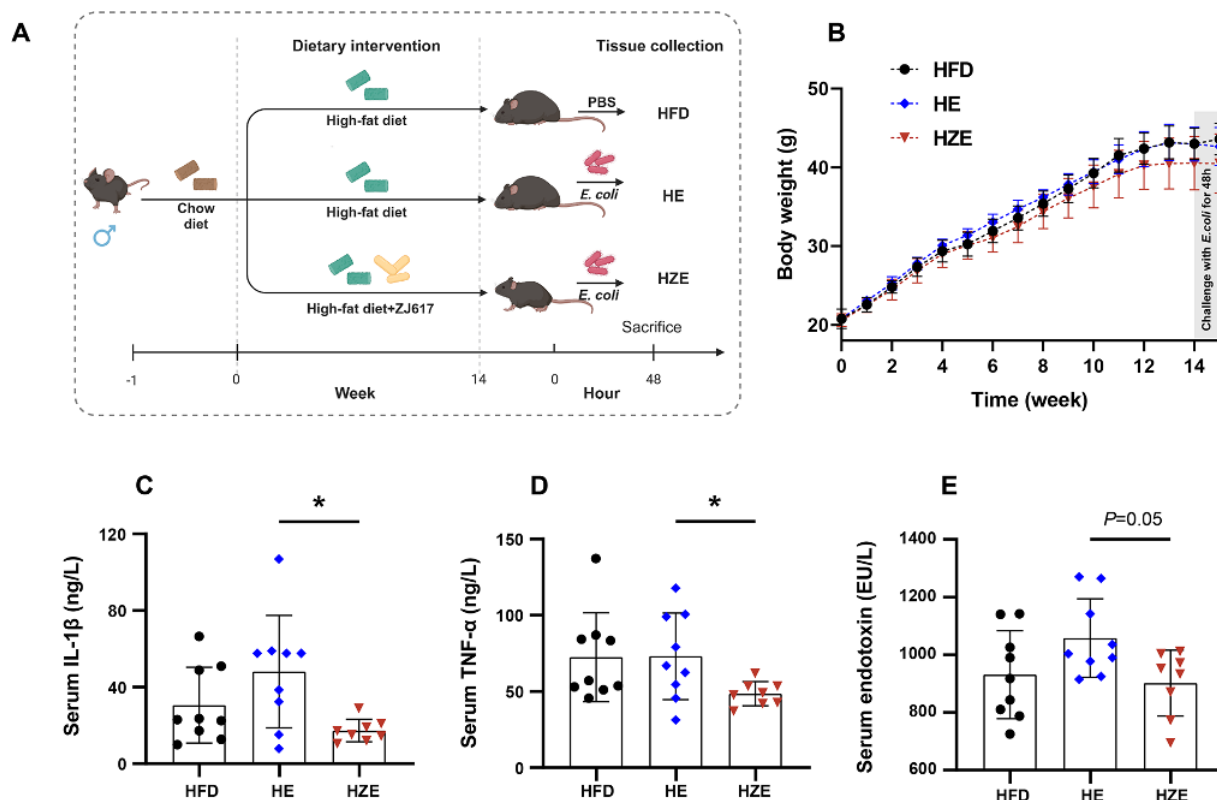 A
Dietary intervention
Tissue collection
High-fat diet
PBS
HFD
Chow
diet
High-fat diet
E. coli
HE
High-fat diet+ZJ617
E. coli
HZE
Sacrifice
-1
0
Week
14
0
Hour
48
B
HFD
HE
HZE
Body weight (g)
50
40
30
20
0
2
4
6
8
10
12
14
Time (week)
Challenge with E.coli for 48h
C
*
Serum IL-1β (ng/L)
120
80
40
0
HFD
HE
HZE
D
*
Serum TNF-α (ng/L)
150
100
50
0
HFD
HE
HZE
E
P=0.05
Serum endotoxin (EU/L)
1400
1200
1000
800
600
HFD
HE
HZE